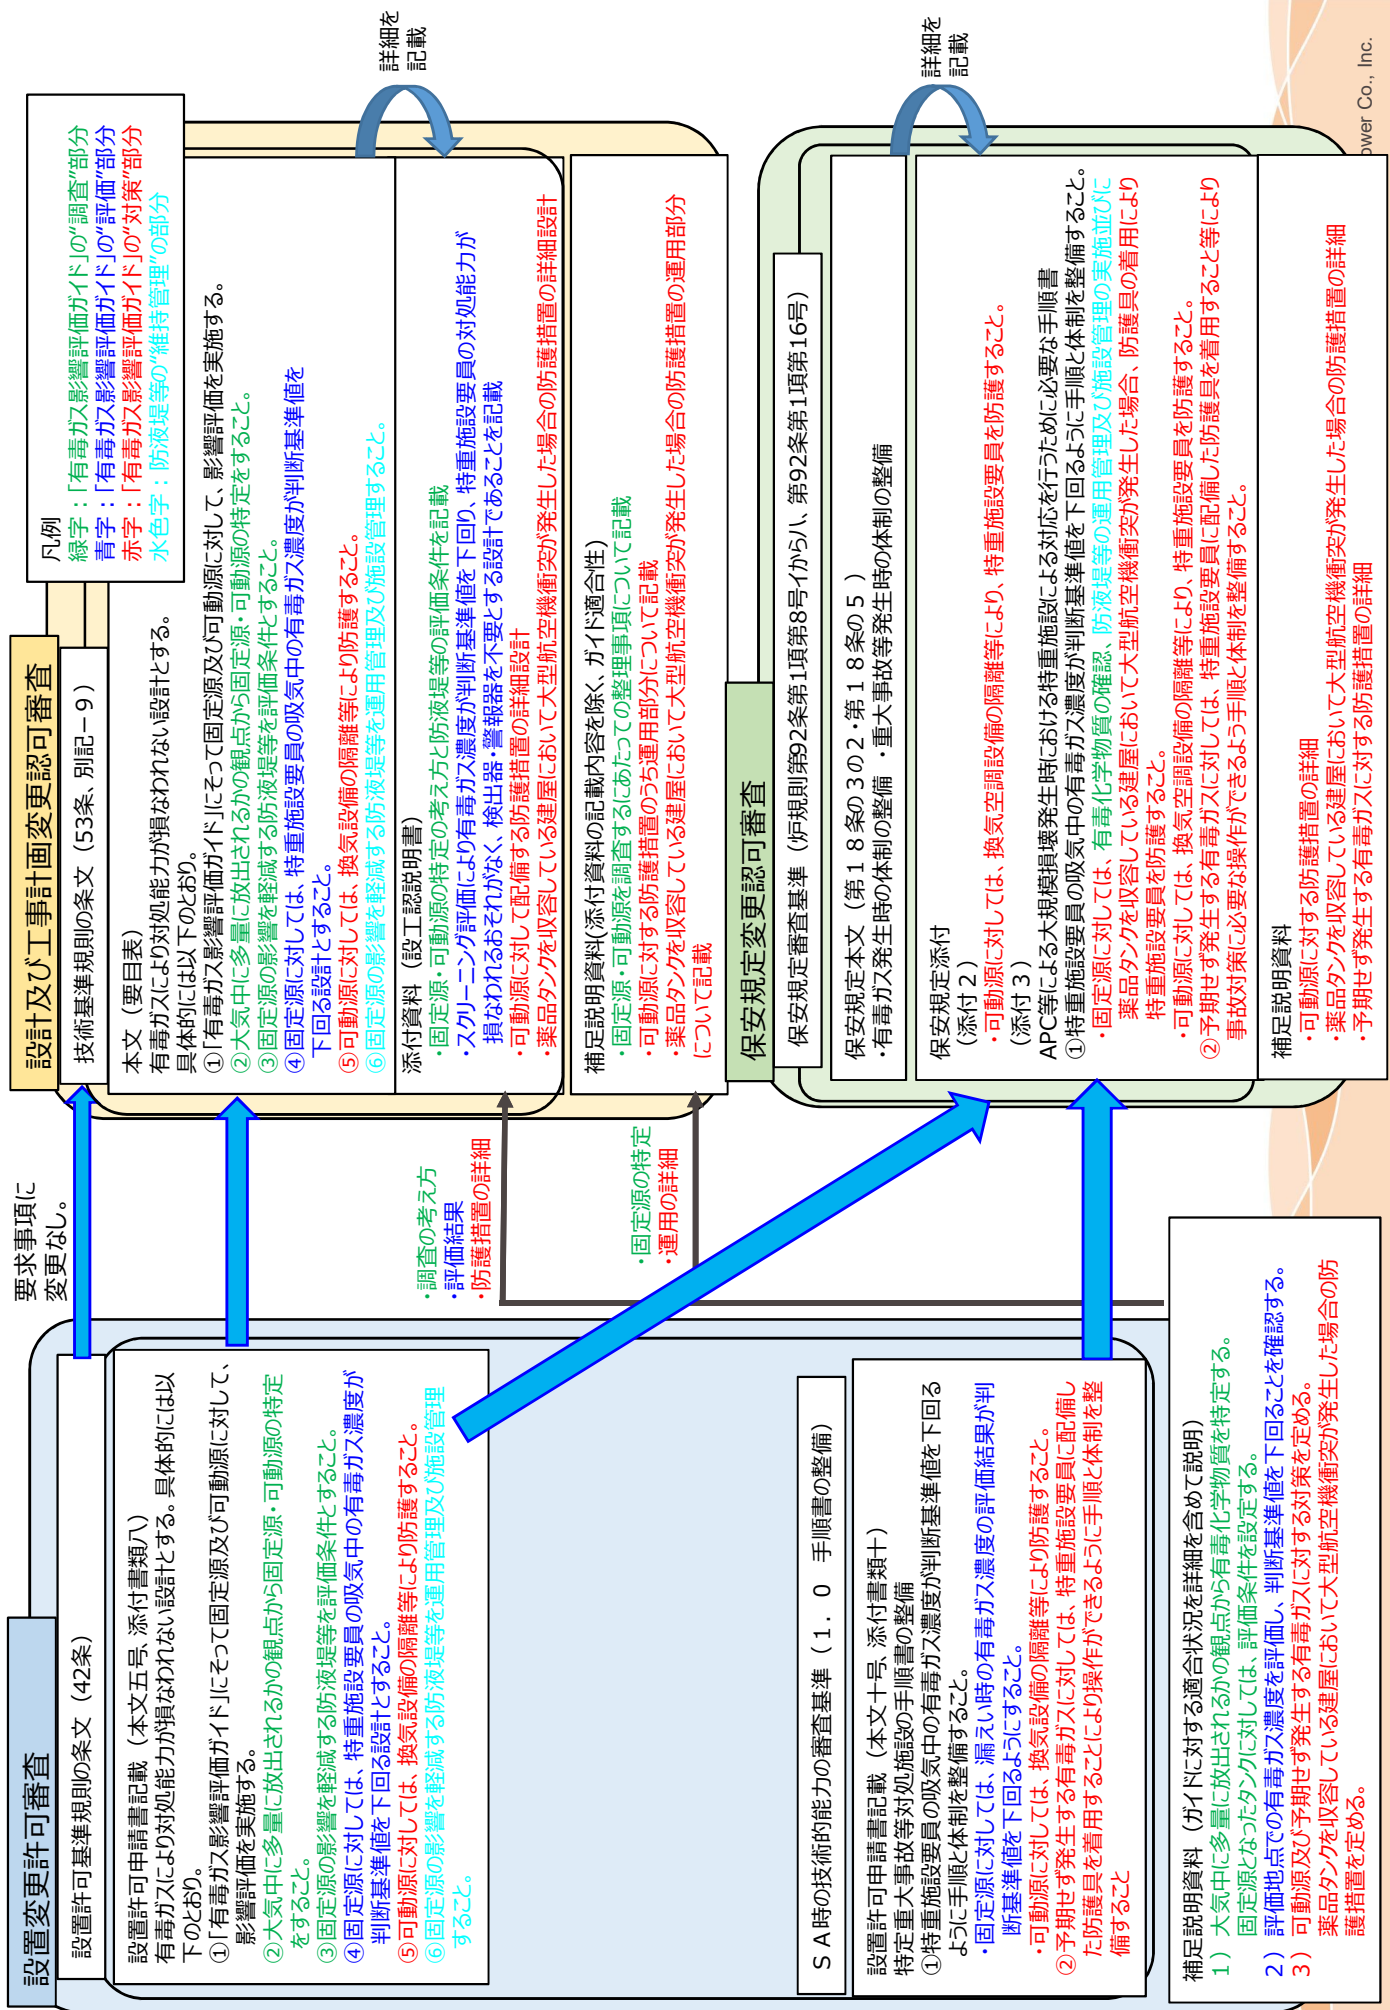 設置変更許可審査
設置許可基準規則の条文（42条）
設置許可申請書記載（本文五号、添付書類八）
有毒ガスにより対処能力が損なわれない設計とする。具体的には以
下のとおり。
①「有毒ガス影響評価ガイド」にそって固定源及び可動源に対して、
影響評価を実施する。
②大気中に多量に放出されるかの観点から固定源・可動源の特定
をすること。
③固定源の影響を軽減する防液堤等を評価条件とすること。
④固定源に対しては、特重施設要員の吸気中の有毒ガス濃度が
判断基準値を下回る設計とすること。
⑤可動源に対しては、換気設備の隔離等により防護すること。
⑥固定源の影響を軽減する防液堤等を運用管理及び施設管理
すること。
ＳＡ時の技術的能力の審査基準（１．０　手順書の整備）
設置許可申請書記載（本文十号、添付書類十）
特定重大事故等対処施設の手順書の整備
①特重施設要員の吸気中の有毒ガス濃度が判断基準値を下回る
ように手順と体制を整備すること。
・固定源に対しては、漏えい時の有毒ガス濃度の評価結果が判
断基準値を下回るようにすること。
・可動源に対しては、換気設備の隔離等により防護すること。
②予期せず発生する有毒ガスに対しては、特重施設要員に配備し
た防護具を着用することにより操作ができるように手順と体制を整
備すること
補足説明資料（ガイドに対する適合状況を詳細を含めて説明）
１）大気中に多量に放出されるかの観点から有毒化学物質を特定する。
固定源となったタンクに対しては、評価条件を設定する。
２）評価地点での有毒ガス濃度を評価し、判断基準値を下回ることを確認する。
３）可動源及び予期せず発生する有毒ガスに対する対策を定める。
薬品タンクを収容している建屋において大型航空機衝突が発生した場合の防
護措置を定める。
要求事項に
変更なし。
・調査の考え方
・評価結果
・防護措置の詳細
・固定源の特定
・運用の詳細
設計及び工事計画変更認可審査
技術基準規則の条文（53条、別記－９）
凡例
緑字：「有毒ガス影響評価ガイド」の“調査”部分
青字：「有毒ガス影響評価ガイド」の“評価”部分
赤字：「有毒ガス影響評価ガイド」の“対策”部分
水色字：防液堤等の“維持管理”の部分
本文（要目表）
有毒ガスにより対処能力が損なわれない設計とする。
具体的には以下のとおり。
①「有毒ガス影響評価ガイド」にそって固定源及び可動源に対して、影響評価を実施する。
②大気中に多量に放出されるかの観点から固定源・可動源の特定をすること。
③固定源の影響を軽減する防液堤等を評価条件とすること。
④固定源に対しては、特重施設要員の吸気中の有毒ガス濃度が判断基準値を
下回る設計とすること。
⑤可動源に対しては、換気設備の隔離等により防護すること。
⑥固定源の影響を軽減する防液堤等を運用管理及び施設管理すること。
添付資料（設工認説明書）
・固定源・可動源の特定の考え方と防液堤等の評価条件を記載
・スクリーニング評価により有毒ガス濃度が判断基準値を下回り、特重施設要員の対処能力が
損なわれるおそれがなく、検出器・警報器を不要とする設計であることを記載
・可動源に対して配備する防護措置の詳細設計
・薬品タンクを収容している建屋において大型航空機衝突が発生した場合の防護措置の詳細設計
詳細を
記載
補足説明資料(添付資料の記載内容を除く、ガイド適合性)
・固定源・可動源を調査するにあたっての整理事項について記載
・可動源に対する防護措置のうち運用部分について記載
・薬品タンクを収容している建屋において大型航空機衝突が発生した場合の防護措置の運用部分
について記載
保安規定変更認可審査
保安規定審査基準（炉規則第92条第1項第8号イからハ、第92条第1項第16号）
保安規定本文（第１８条の３の２・第１８条の５）
・有毒ガス発生時の体制の整備　・重大事故等発生時の体制の整備
詳細を
記載
保安規定添付
（添付２）
・可動源に対しては、換気空調設備の隔離等により、特重施設要員を防護すること。
（添付３）
APC等による大規模損壊発生時における特重施設による対応を行うために必要な手順書
①特重施設要員の吸気中の有毒ガス濃度が判断基準値を下回るように手順と体制を整備すること。
・固定源に対しては、有毒化学物質の確認、防液堤等の運用管理及び施設管理の実施並びに
薬品タンクを収容している建屋において大型航空機衝突が発生した場合、防護具の着用により
特重施設要員を防護すること。
・可動源に対しては、換気空調設備の隔離等により、特重施設要員を防護すること。
②予期せず発生する有毒ガスに対しては、特重施設要員に配備した防護具を着用すること等により
事故対策に必要な操作ができるよう手順と体制を整備すること。
補足説明資料
・可動源に対する防護措置の詳細
・薬品タンクを収容している建屋において大型航空機衝突が発生した場合の防護措置の詳細
・予期せず発生する有毒ガスに対する防護措置の詳細
ower Co., Inc.